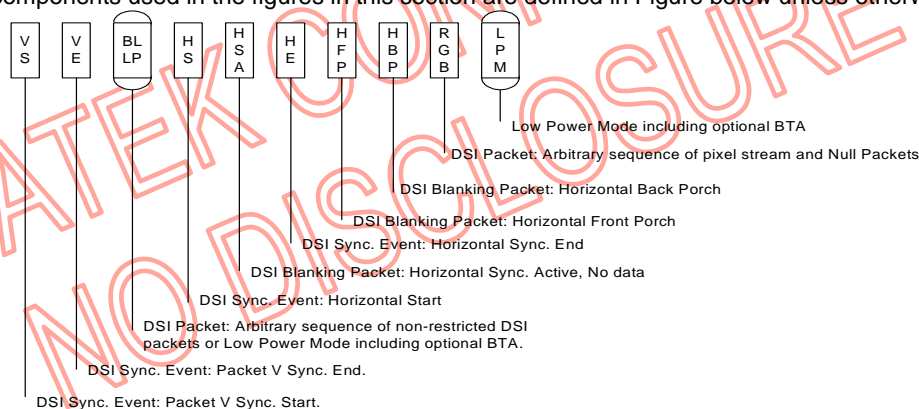 components used in the figures in this section are defined in Figure below unless otherw
V S
V E
BL LP
H S
H S A
H E
H F P
H B P
R G B
L P M
Low Power Mode including optional BTA
DSI Packet: Arbitrary sequence of pixel stream and Null Packets
DSI Blanking Packet: Horizontal Back Porch
DSI Blanking Packet: Horizontal Front Porch
DSI Sync. Event: Horizontal Sync. End
DSI Blanking Packet: Horizontal Sync. Active, No data
DSI Sync. Event: Horizontal Start
DSI Packet: Arbitrary sequence of non-restricted DSI
packets or Low Power Mode including optional BTA.
DSI Sync. Event: Packet V Sync. End.
DSI Sync. Event: Packet V Sync. Start.
ATEK CON
NO DISCLOSURE